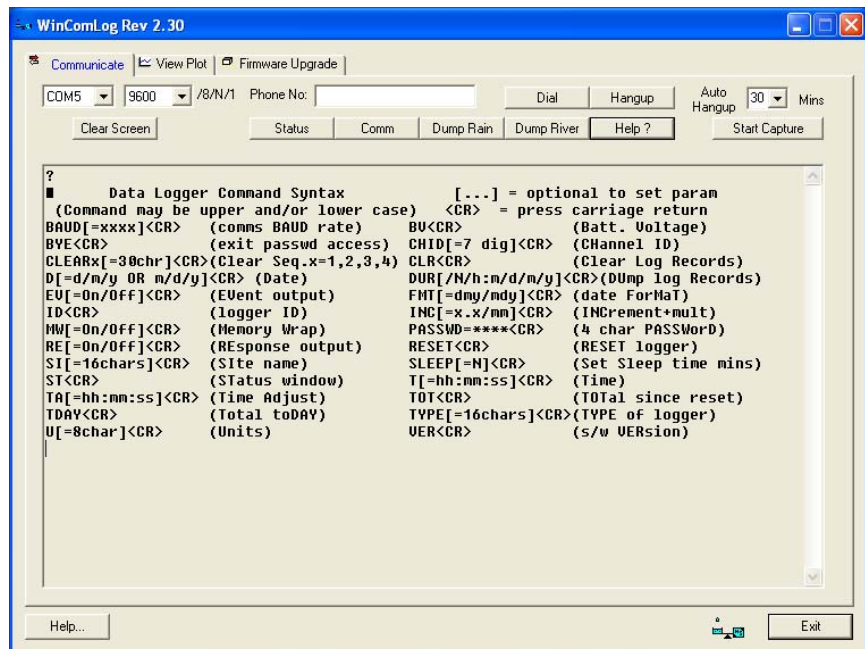 WinComLog Rev 2.30
Communicate View Plot Firmware Upgrade
COM5 9600 /8/N/1 Phone No: Dial Hangup Auto Hangup 30 Mins
Clear Screen Status Comm Dump Rain Dump River Help ? Start Capture
?
Data Logger Command Syntax [...] = optional to set param
(Command may be upper and/or lower case) <CR> = press carriage return
BAUD[=xxxx]<CR> (comms BAUD rate) BV<CR> (Batt. Voltage)
BYE<CR> (exit passwd access) CHID[=7 dig]<CR> (CHannel ID)
CLEARx[=30chr]<CR>(Clear Seq.x=1,2,3,4) CLR<CR> (Clear Log Records)
D[=d/m/y OR m/d/y]<CR> (Date) DUR[/N/h:m/d/m/y]<CR>(DUmp log Records)
EV[=On/Off]<CR> (EVent output) FMT[=dmy/mdy]<CR> (date ForMaT)
ID<CR> (logger ID) INC[=x.x/mm]<CR> (INCrement+mult)
MW[=On/Off]<CR> (Memory Wrap) PASSWD=****<CR> (4 char PASSWorD)
RE[=On/Off]<CR> (REsponse output) RESET<CR> (RESET logger)
SI[=16chars]<CR> (SIte name) SLEEP[=N]<CR> (Set Sleep time mins)
ST<CR> (STatus window) T[=hh:mm:ss]<CR> (Time)
TA[=hh:mm:ss]<CR> (Time Adjust) TOT<CR> (TOTal since reset)
TDAY<CR> (Total toDAY) TYPE[=16chars]<CR>(TYPE of logger)
U[=8char]<CR> (Units) VER<CR> (s/w VERsion)
Help... Exit